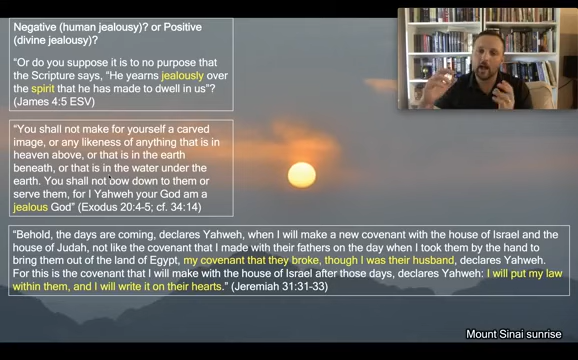 Negative (human jealousy)? or Positive
(divine jealousy)?
“Or do you suppose it is to no purpose that
the Scripture says, “He yearns jealously over
the spirit that he has made to dwell in us”?
(James 4:5 ESV)
“You shall not make for yourself a carved
image, or any likeness of anything that is in
heaven above, or that is in the earth
beneath, or that is in the water under the
earth. You shall not bow down to them or
serve them, for I Yahweh your God am a
jealous God” (Exodus 20:4-5; cf. 34:14)
“Behold, the days are coming, declares Yahweh, when I will make a new covenant with the house of Israel and the
house of Judah, not like the covenant that I made with their fathers on the day when I took them by the hand to
bring them out of the land of Egypt, my covenant that they broke, though I was their husband, declares Yahweh.
For this is the covenant that I will make with the house of Israel after those days, declares Yahweh: I will put my law
within them, and I will write it on their hearts.” (Jeremiah 31:31-33)
Mount Sinai sunrise